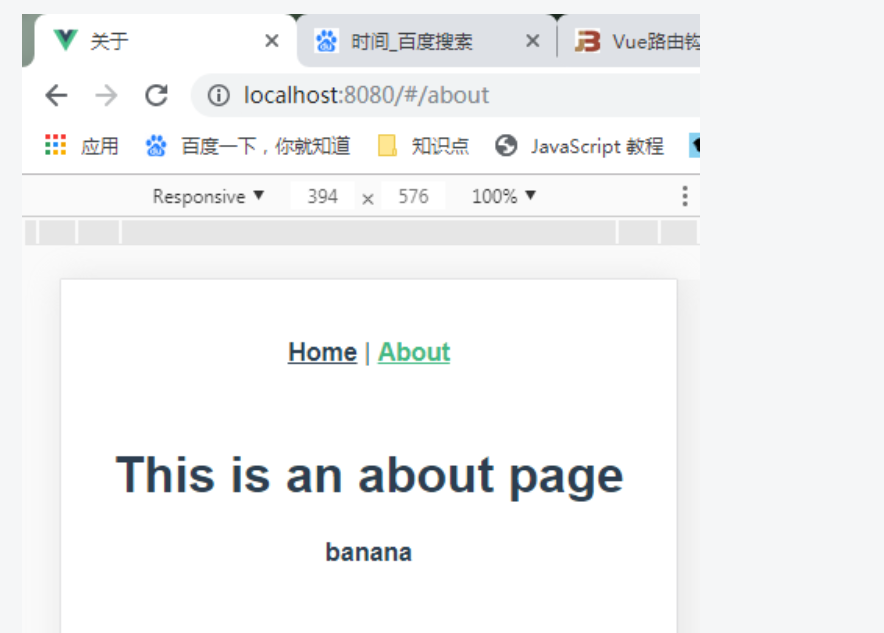 关于 × 时间_百度搜索 × Vue路由钩
localhost:8080/#/about
应用 百度一下，你就知道 知识点 JavaScript 教程
Responsive ▼ 394 × 576 100% ▼
Home | About
This is an about page
banana